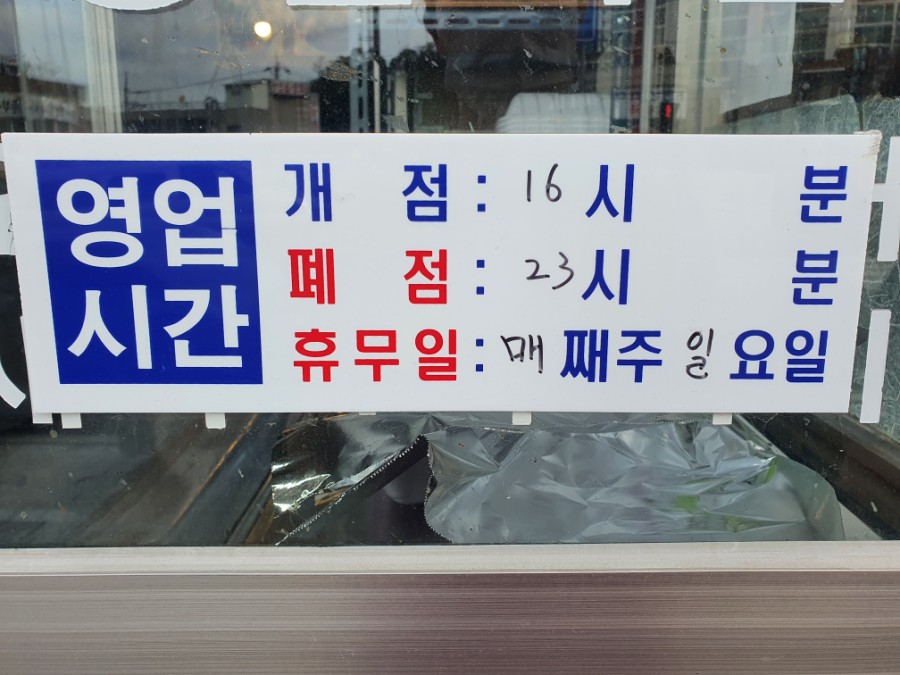 영업
시간
개 점 : 16 시 분
폐 점 : 23 시 분
휴무일 : 매 째주 일 요일